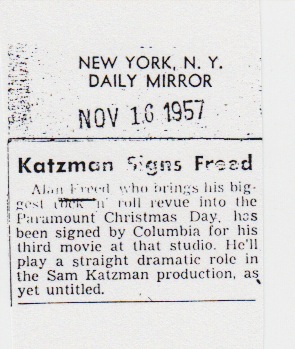 NEW YORK, N. Y.
DAILY MIRROR
NOV 16 1957
Katzman Signs Freed
Alan Freed who brings his big-
gest rock 'n' roll revue into the
Paramount Christmas Day, has
been signed by Columbia for his
third movie at that studio. He'll
play a straight dramatic role in
the Sam Katzman production, as
yet untitled.